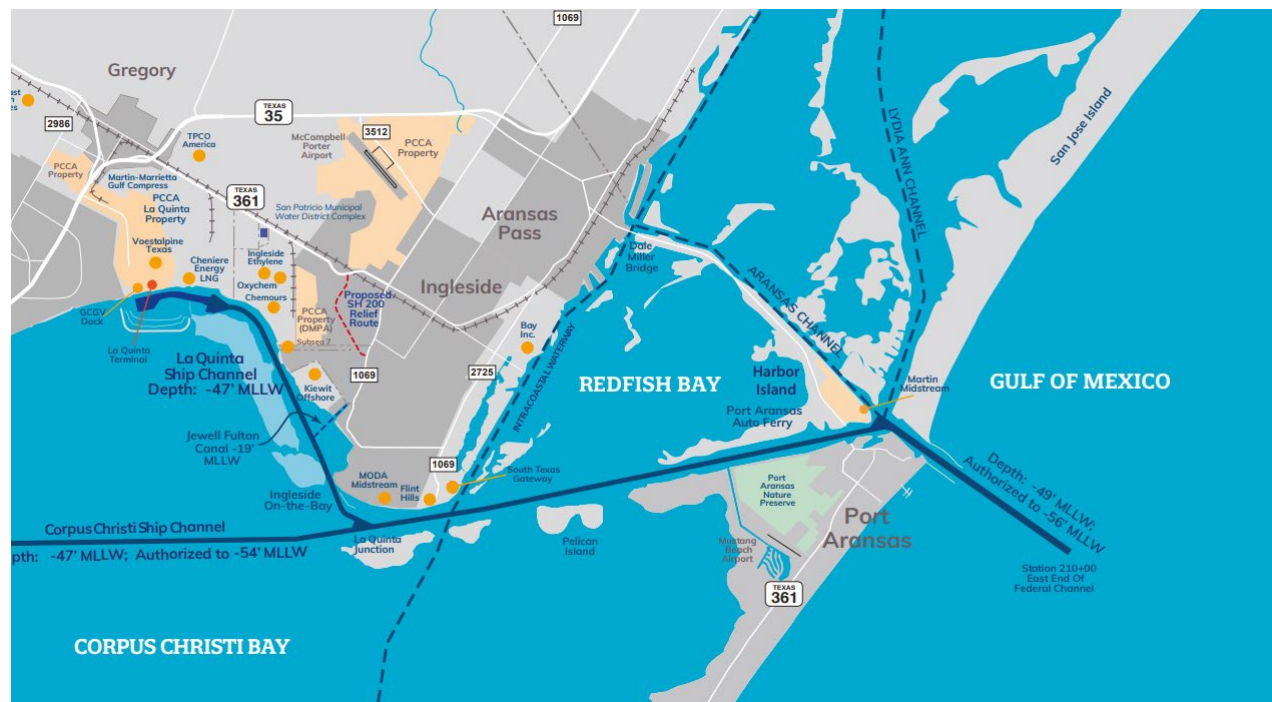 1069
Gregory
TEXAS
35
2986
TPCO
America
McCampbell
Porter
Airport
3512
PCCA
Property
PCCA
Property
Martin-Marrietta
Gulf Compress
TEXAS
361
PCCA
La Quinta
Property
San Patricio Municipal
Water District Complex
Aransas
Pass
LYDIA ANN CHANNEL
San Jose Island
Voestalpine
Texas
Cheniere
Energy
LNG
Ingleside
Ethylene
Oxychem
Chemours
Ingleside
Dale
Miller
Bridge
ARANSAS CHANNEL
GCGV
Dock
La Quinta
Terminal
PCCA
Property
(DMPA)
Proposed
SH 200
Relief
Route
Subsea 7
Bay
Inc.
INTRACOASTAL WATERWAY
La Quinta
Ship Channel
Depth: -47' MLLW
1069
2725
Kiewit
Offshore
REDFISH BAY
Harbor
Island
Martin
Midstream
GULF OF MEXICO
Port Aransas
Auto Ferry
Jewell Fulton
Canal -19'
MLLW
1069
South Texas
Gateway
MODA
Midstream
Flint
Hills
Ingleside
On-the-Bay
Port
Aransas
Nature
Preserve
Depth: -49' MLLW;
Authorized to -56' MLLW
Corpus Christi Ship Channel
pth: -47' MLLW; Authorized to -54' MLLW
La Quinta
Junction
Pelican
Island
Port
Aransas
Mustang
Beach
Airport
TEXAS
361
Station 210+00
East End Of
Federal Channel
CORPUS CHRISTI BAY